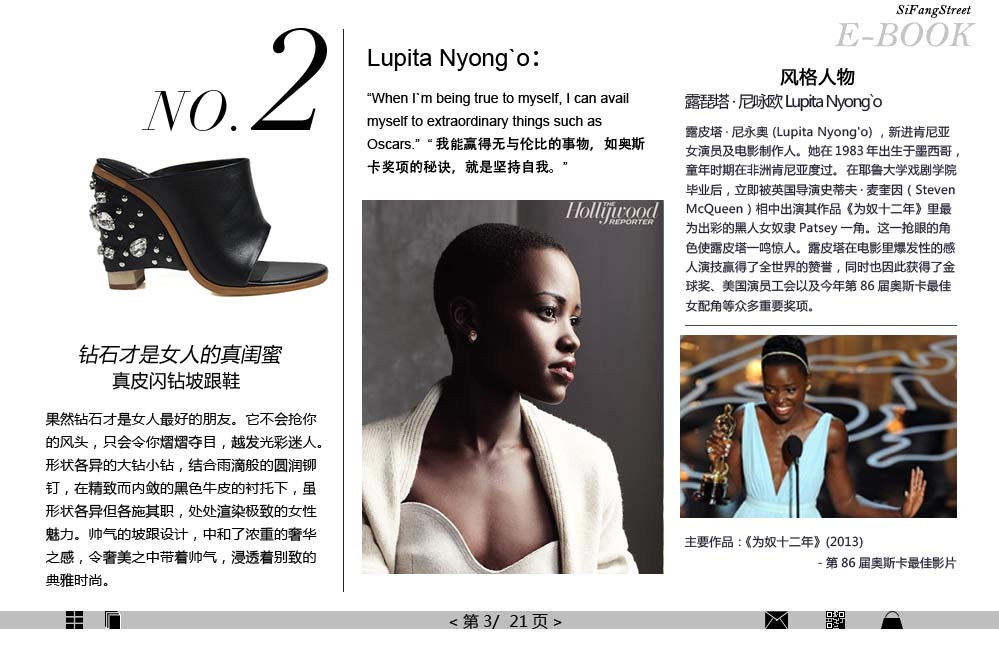 SiFangStreet
E-BOOK
NO.2
钻石才是女人的真闺蜜
真皮闪钻坡跟鞋
果然钻石才是女人最好的朋友。它不会抢你
的风头，只会令你熠熠夺目，越发光彩迷人。
形状各异的大钻小钻，结合雨滴般的圆润铆
钉，在精致而内敛的黑色牛皮的衬托下，虽
形状各异但各施其职，处处渲染极致的女性
魅力。帅气的坡跟设计，中和了浓重的奢华
之感，令奢美之中带着帅气，浸透着别致的
典雅时尚。
Lupita Nyong`o：
“When I`m being true to myself, I can avail
myself to extraordinary things such as
Oscars.” “ 我能赢得无与伦比的事物，如奥斯
卡奖项的秘诀，就是坚持自我。”
THE
Hollywood
REPORTER
风格人物
露琵塔 · 尼咏欧 Lupita Nyong`o
露皮塔 · 尼永奥 (Lupita Nyong'o) ，新进肯尼亚
女演员及电影制作人。她在 1983 年出生于墨西哥，
童年时期在非洲肯尼亚度过。在耶鲁大学戏剧学院
毕业后，立即被英国导演史蒂夫 · 麦奎因（ Steven
McQueen ）相中出演其作品《为奴十二年》里最
为出彩的黑人女奴隶 Patsey 一角。这一抢眼的角
色使露皮塔一鸣惊人。露皮塔在电影里爆发性的感
人演技赢得了全世界的赞誉，同时也因此获得了金
球奖、美国演员工会以及今年第 86 届奥斯卡最佳
女配角等众多重要奖项。
主要作品：《为奴十二年》(2013)
- 第 86 届奥斯卡最佳影片
< 第 3/ 21 页 >